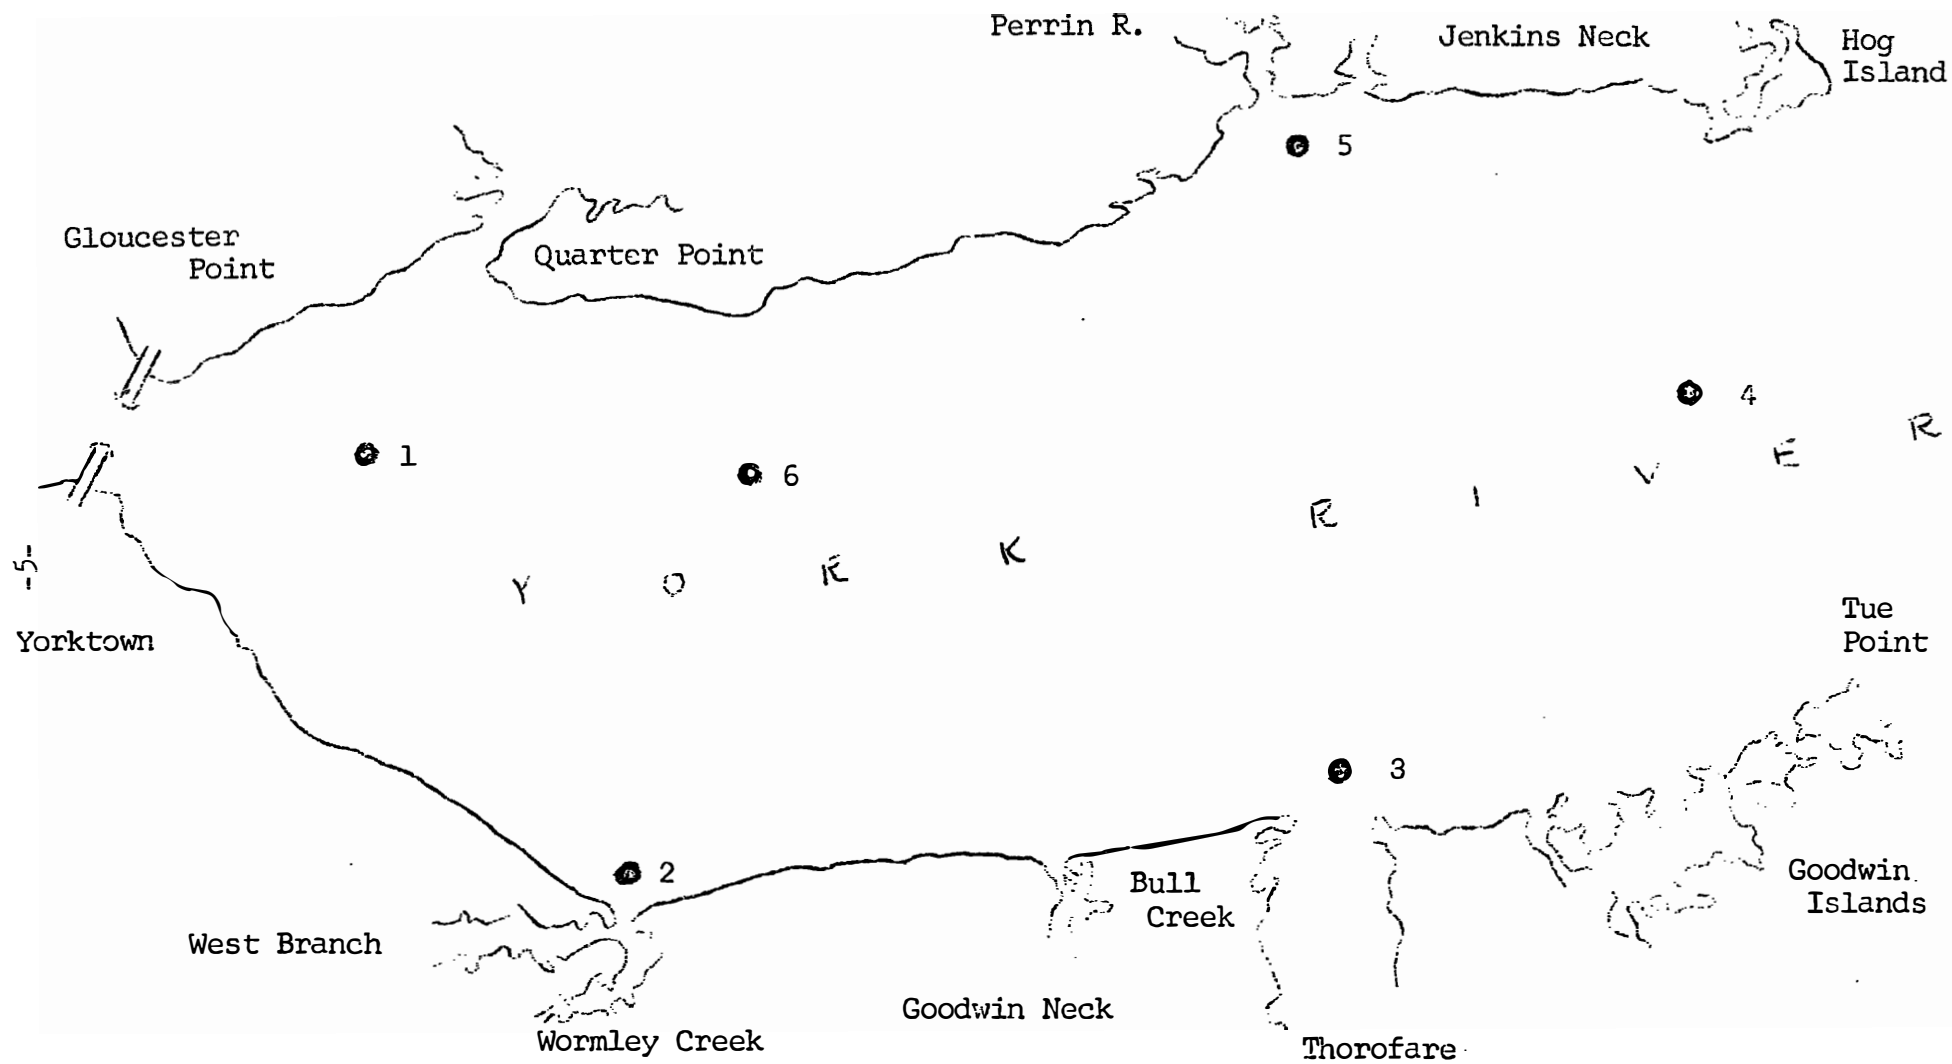 Perrin R.
Jenkins Neck
Hog
Island
5
Gloucester
Point
Quarter Point
1
6
4
Y O R K R I V E R
-5-
Yorktown
Tue
Point
3
2
Bull
Creek
Goodwin
Islands
West Branch
Goodwin Neck
Wormley Creek
Thorofare